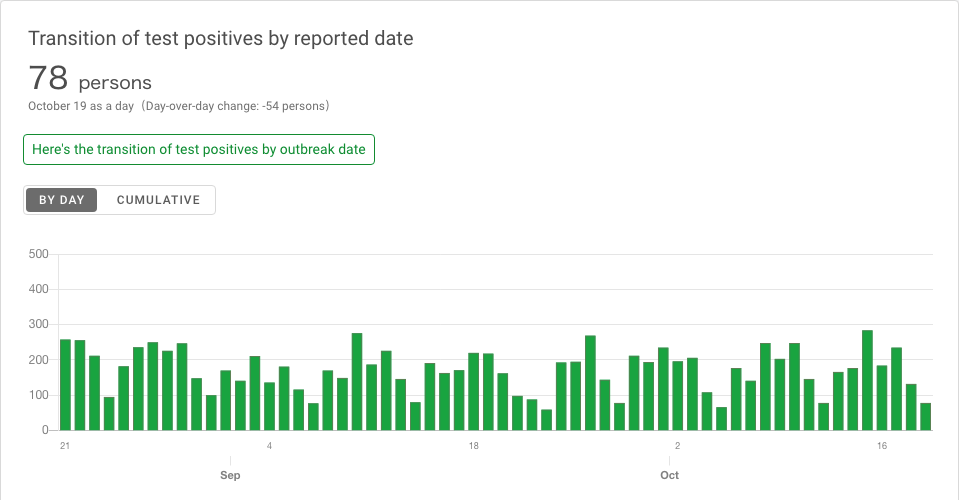 Transition of test positives by reported date
78 persons
October 19 as a day（Day-over-day change: -54 persons）
Here's the transition of test positives by outbreak date
BY DAY CUMULATIVE
500
400
300
200
100
0
21 4 18 2 16
Sep Oct